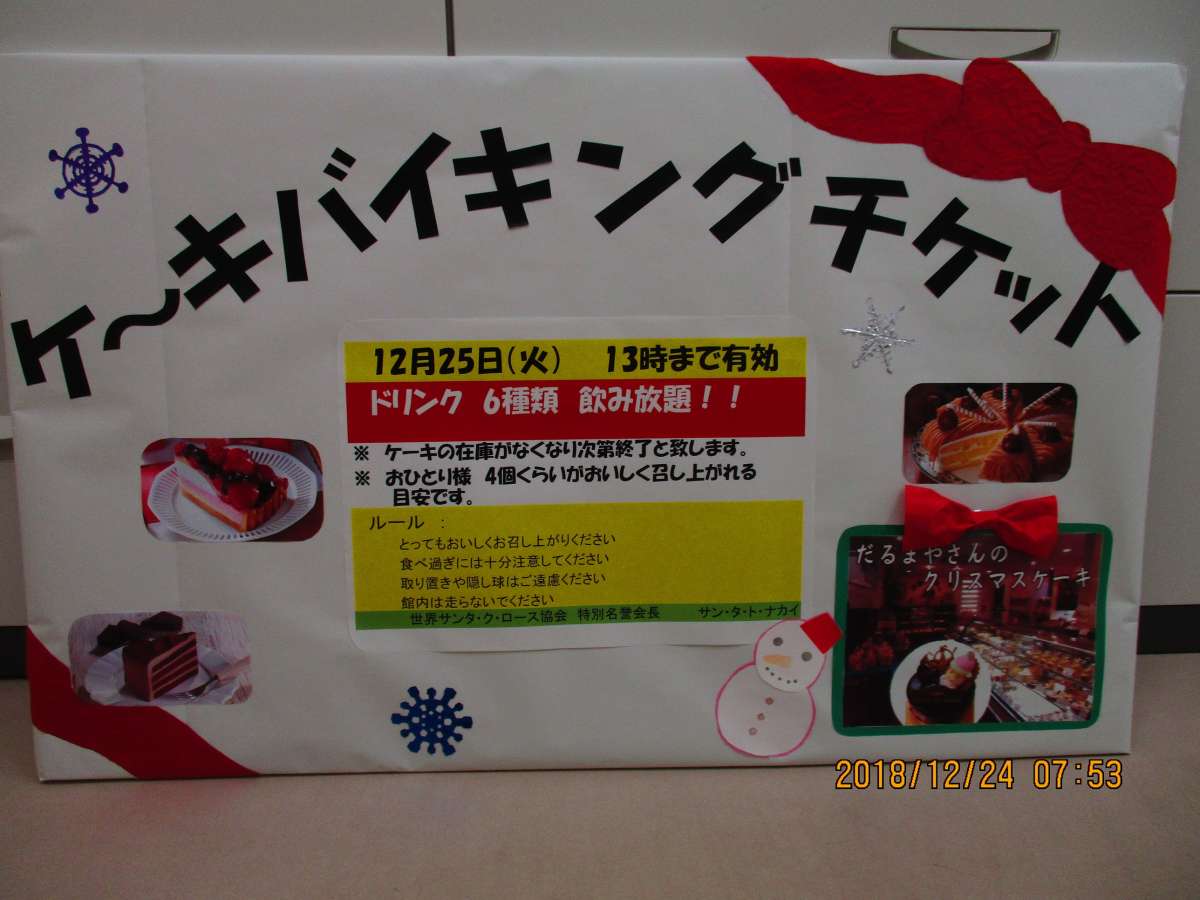 ケ～キバイキングチケット
12月25日(火)　13時まで有効
ドリンク　6種類　飲み放題！！
※　ケーキの在庫がなくなり次第終了と致します。
※　おひとり様　4個くらいがおいしく召し上がれる
目安です。
ルール　：
とってもおいしくお召し上がりください
食べ過ぎには十分注意してください
取り置きや隠し球はご遠慮ください
館内は走らないでください
世界サンタ・ク・ロース協会　特別名誉会長　サン・タ・ト・ナカイ
だるまやさんの
クリスマスケーキ
2018/12/24 07:53